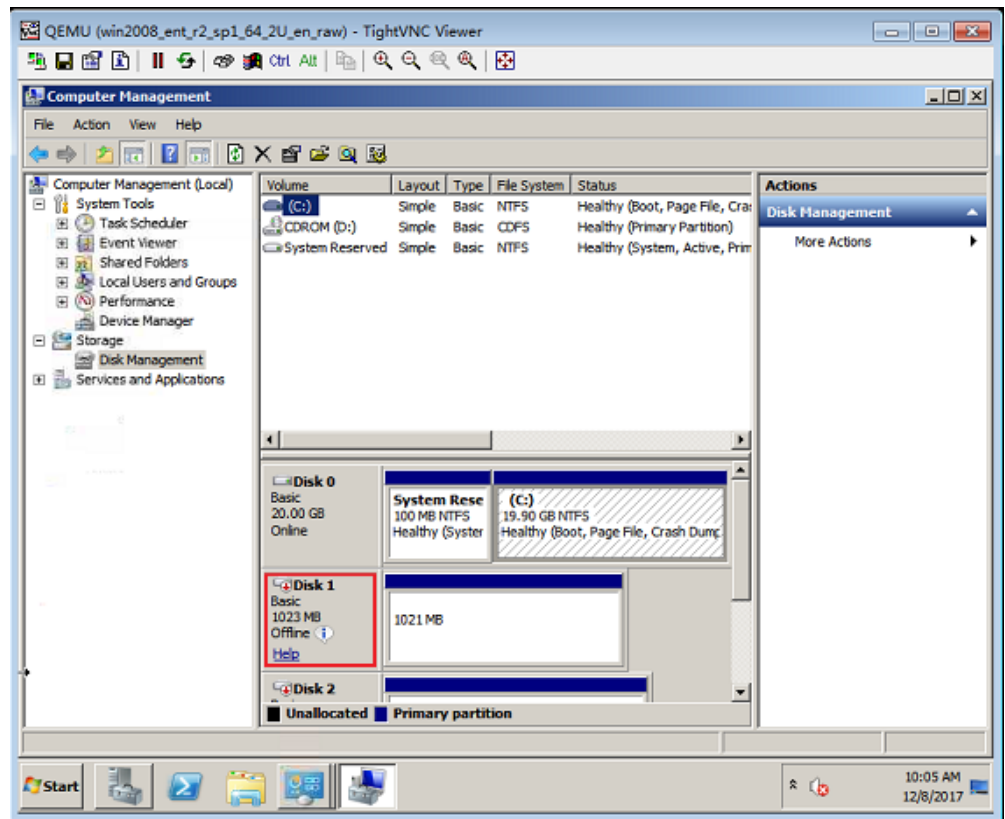 QEMU (win2008_ent_r2_sp1_64_2U_en_raw) - TightVNC Viewer
Ctrl Alt
Computer Management
File Action View Help
Computer Management (Local)
System Tools
Task Scheduler
Event Viewer
Shared Folders
Local Users and Groups
Performance
Device Manager
Storage
Disk Management
Services and Applications
Volume Layout Type File System Status
(C:) Simple Basic NTFS Healthy (Boot, Page File, Cra
CDROM (D:) Simple Basic CDFS Healthy (Primary Partition)
System Reserved Simple Basic NTFS Healthy (System, Active, Prim
Actions
Disk Management
More Actions
Disk 0
Basic
20.00 GB
Online
System Rese
100 MB NTFS
Healthy (Syster
(C:)
19.90 GB NTFS
Healthy (Boot, Page File, Crash Dump
Disk 1
Basic
1023 MB
Offline
Help
1021 MB
Disk 2
Unallocated Primary partition
Start
10:05 AM
12/8/2017